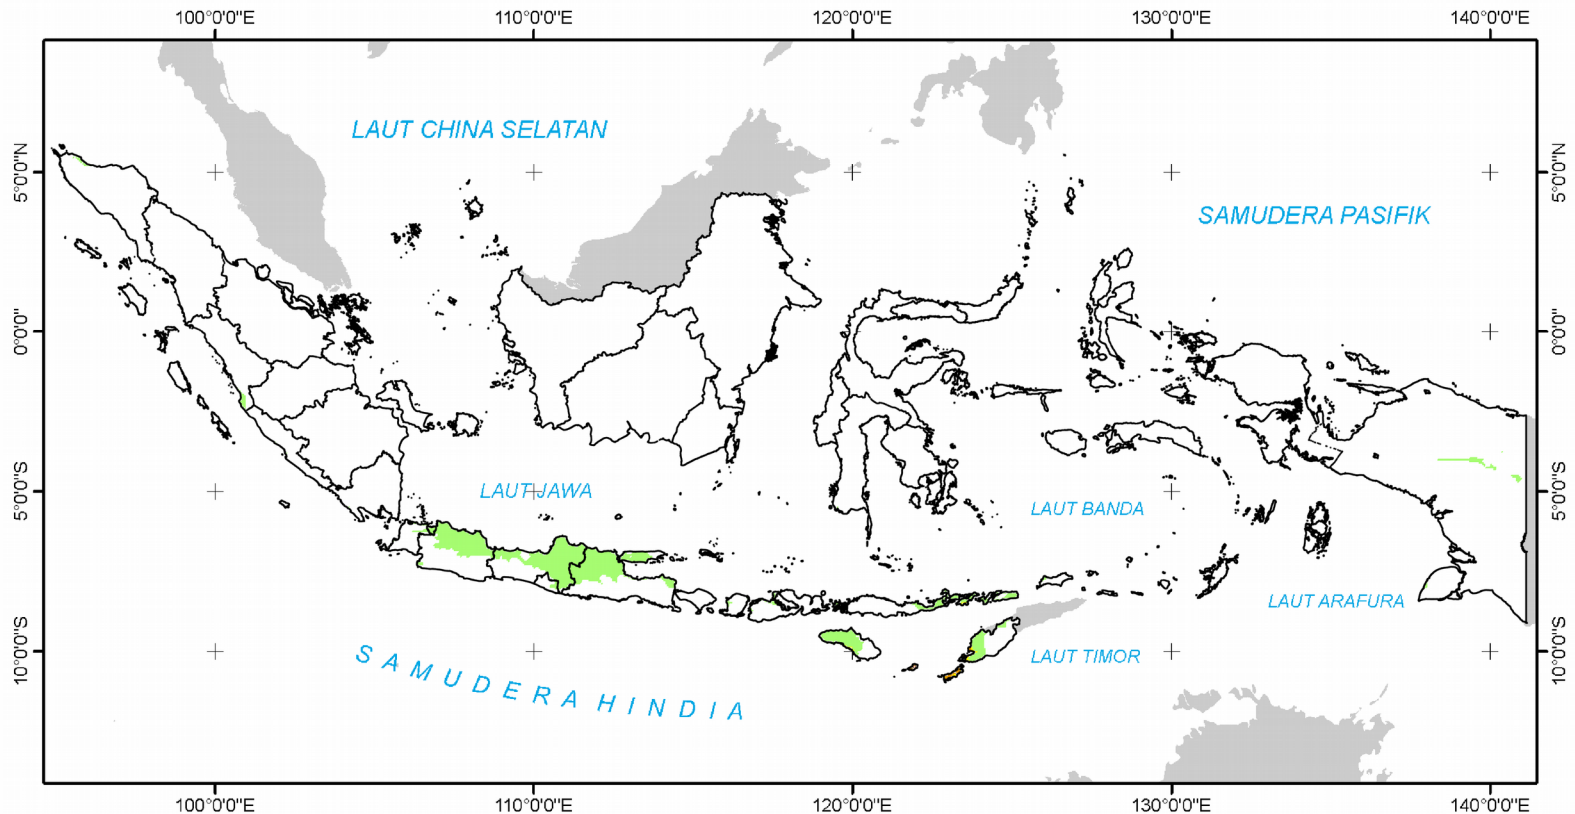 100°0'0"E 110°0'0"E 120°0'0"E 130°0'0"E 140°0'0"E
LAUT CHINA SELATAN
5°0'0"N
5°0'0"N
SAMUDERA PASIFIK
0°0'0"
0°0'0"
LAUT JAWA
5°0'0"S
5°0'0"S
LAUT BANDA
LAUT ARAFURA
10°0'0"S
10°0'0"S
LAUT TIMOR
SAMUDERA HINDIA
100°0'0"E 110°0'0"E 120°0'0"E 130°0'0"E 140°0'0"E